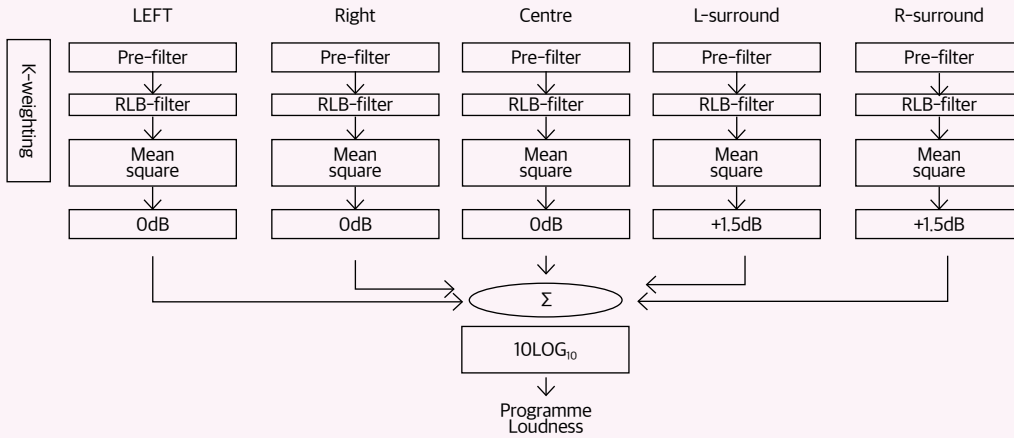 LEFT Right Centre L-surround R-surround
K-weighting
Pre-filter Pre-filter Pre-filter Pre-filter Pre-filter
RLB-filter RLB-filter RLB-filter RLB-filter RLB-filter
Mean Mean Mean Mean Mean
square square square square square
0dB 0dB 0dB +1.5dB +1.5dB
Σ
10LOG₁₀
Programme
Loudness